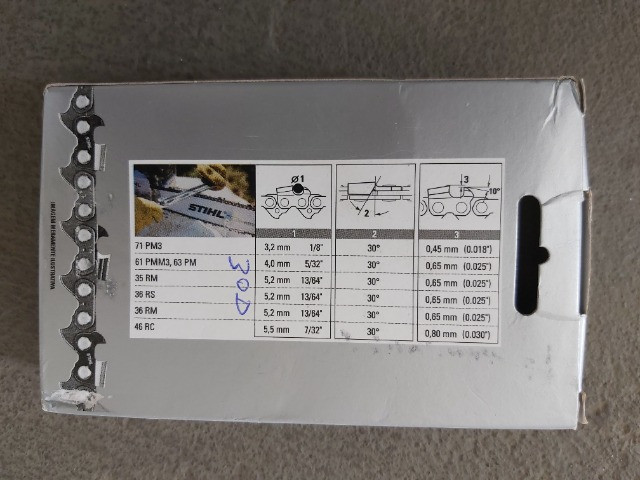 STIHL
Ø1
2
3
10°
1 2 3
71 PM3 3,2 mm 1/8" 30° 0,45 mm (0.018")
61 PMM3, 63 PM 4,0 mm 5/32" 30° 0,65 mm (0.025")
35 RM 5,2 mm 13/64" 30° 0,65 mm (0.025")
36 RS 5,2 mm 13/64" 30° 0,65 mm (0.025")
36 RM 5,2 mm 13/64" 30° 0,65 mm (0.025")
46 RC 5,5 mm 7/32" 30° 0,80 mm (0.030")
30D
IMAGEM MERAMENTE ILUSTRATIVA